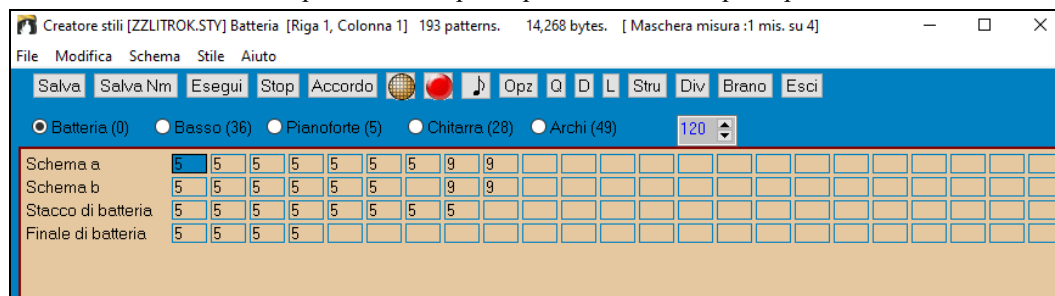 Creatore stili [ZZLITROK.STY] Batteria [Riga 1, Colonna 1] 193 patterns. 14,268 bytes. [ Maschera misura :1 mis. su 4]
File Modifica Schema Stile Aiuto
Salva Salva Nm Esegui Stop Accordo Opz Q D L Stru Div Brano Esci
Batteria (0) Basso (36) Pianoforte (5) Chitarra (28) Archi (49) 120
Schema a 5 5 5 5 5 5 5 9 9
Schema b 5 5 5 5 5 5 9 9
Stacco di batteria 5 5 5 5 5 5 5 5
Finale di batteria 5 5 5 5